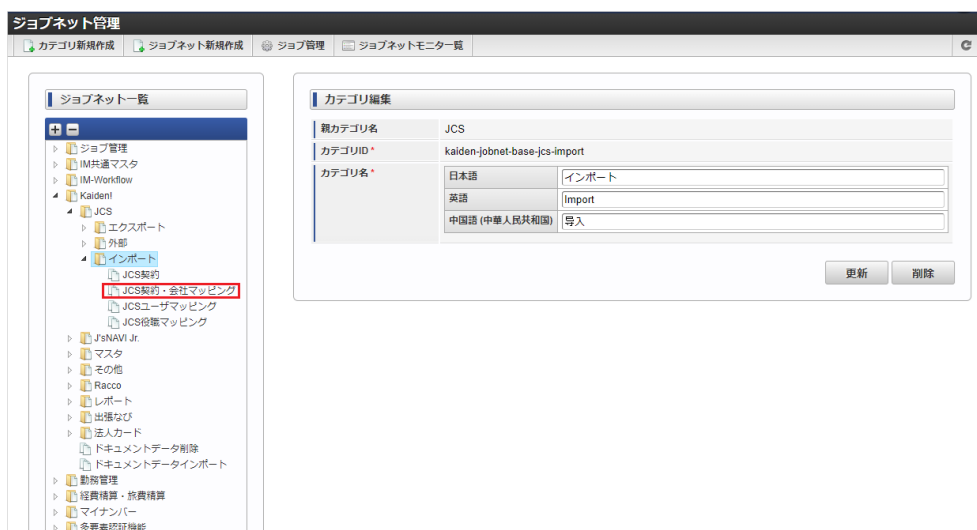 ジョブネット管理
カテゴリ新規作成 ジョブネット新規作成 ジョブ管理 ジョブネットモニター覧
ジョブネット一覧
ジョブ管理
IM共通マスタ
IM-Workflow
Kaiden!
JCS
エクスポート
外部
インポート
JCS契約
JCS契約・会社マッピング
JCSユーザマッピング
JCS役職マッピング
J'sNAVI Jr.
マスタ
その他
Racco
レポート
出張なび
法人カード
ドキュメントデータ削除
ドキュメントデータインポート
勤務管理
経費精算・旅費精算
マイナンバー
多要素認証機能
カテゴリ編集
親カテゴリ名 JCS
カテゴリID * kaiden-jobnet-base-jcs-import
カテゴリ名 * 日本語 インポート
英語 Import
中国語 (中華人民共和国) 导入
更新 削除